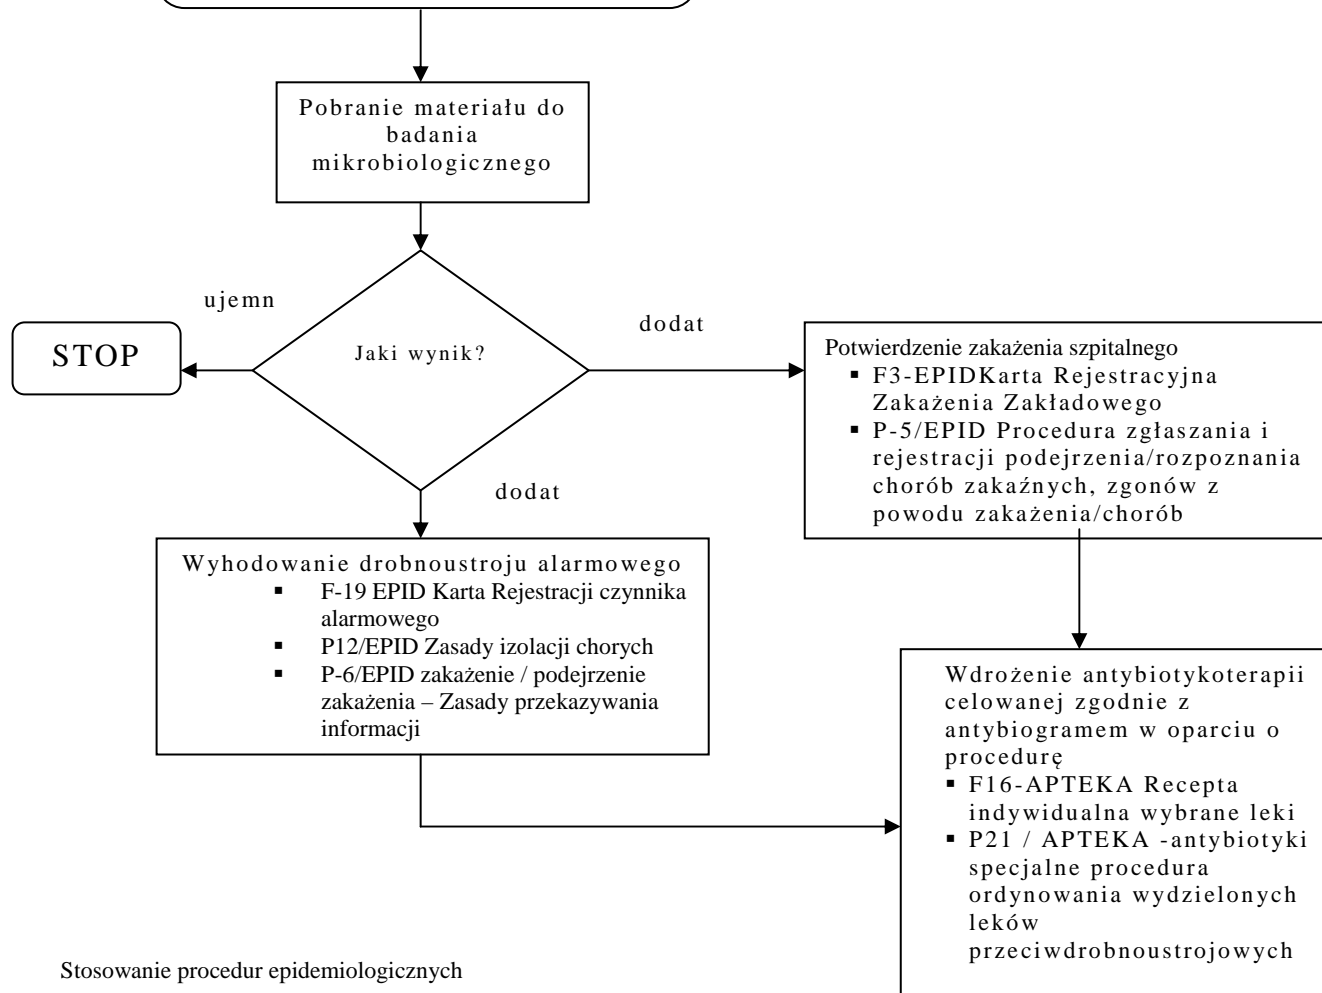 Pobranie materiału do
badania
mikrobiologicznego
ujemn
dodat
STOP
Jaki wynik?
Potwierdzenie zakażenia szpitalnego
▪ F3-EPIDKarta Rejestracyjna
Zakażenia Zakładowego
▪ P-5/EPID Procedura zgłaszania i
rejestracji podejrzenia/rozpoznania
chorób zakaźnych, zgonów z
powodu zakażenia/chorób
dodat
Wyhodowanie drobnoustroju alarmowego
▪ F-19 EPID Karta Rejestracji czynnika
alarmowego
▪ P12/EPID Zasady izolacji chorych
▪ P-6/EPID zakażenie / podejrzenie
zakażenia – Zasady przekazywania
informacji
Wdrożenie antybiotykoterapii
celowanej zgodnie z
antybiogramem w oparciu o
procedurę
▪ F16-APTEKA Recepta
indywidualna wybrane leki
▪ P21 / APTEKA -antybiotyki
specjalne procedura
ordynowania wydzielonych
leków
przeciwdrobnoustrojowych
Stosowanie procedur epidemiologicznych